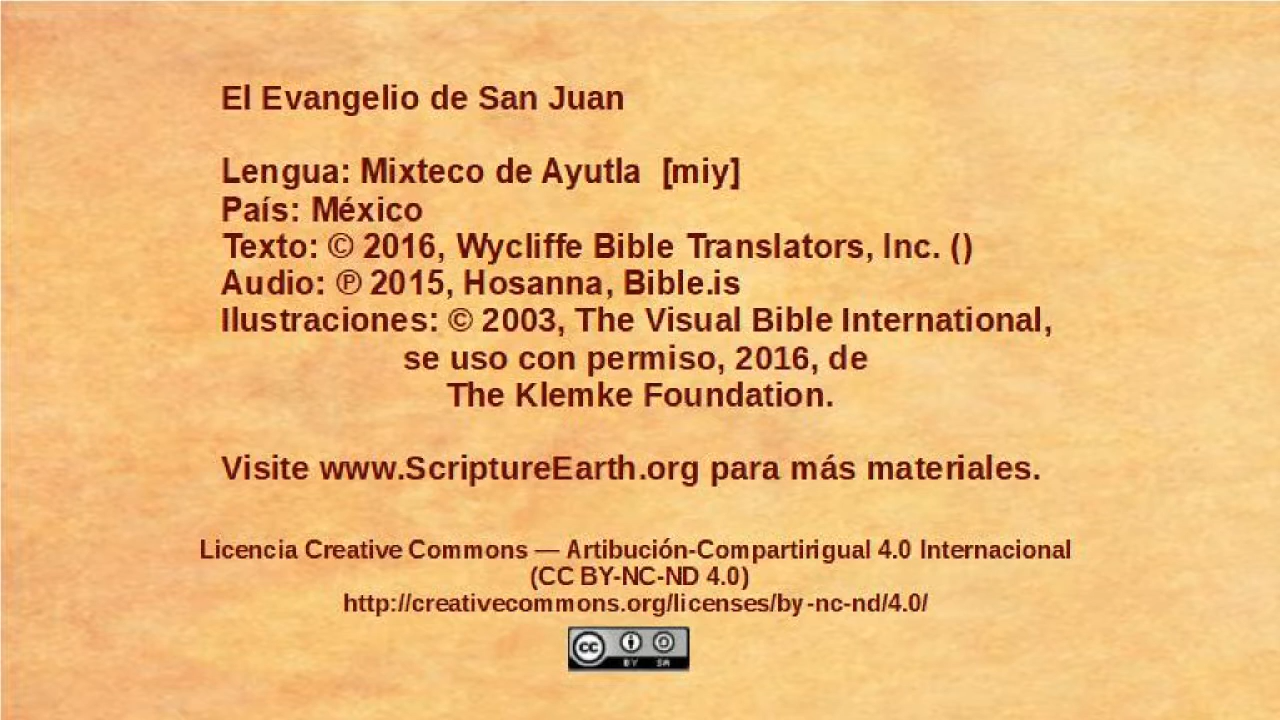 El Evangelio de San Juan
Lengua: Mixteco de Ayutla [miy]
País: México
Texto: © 2016, Wycliffe Bible Translators, Inc. ()
Audio: ℗ 2015, Hosanna, Bible.is
Ilustraciones: © 2003, The Visual Bible International,
se uso con permiso, 2016, de
The Klemke Foundation.
Visite www.ScriptureEarth.org para más materiales.
Licencia Creative Commons — Artibución-Compartirigual 4.0 Internacional
(CC BY-NC-ND 4.0)
http://creativecommons.org/licenses/by-nc-nd/4.0/
cc
BY SA